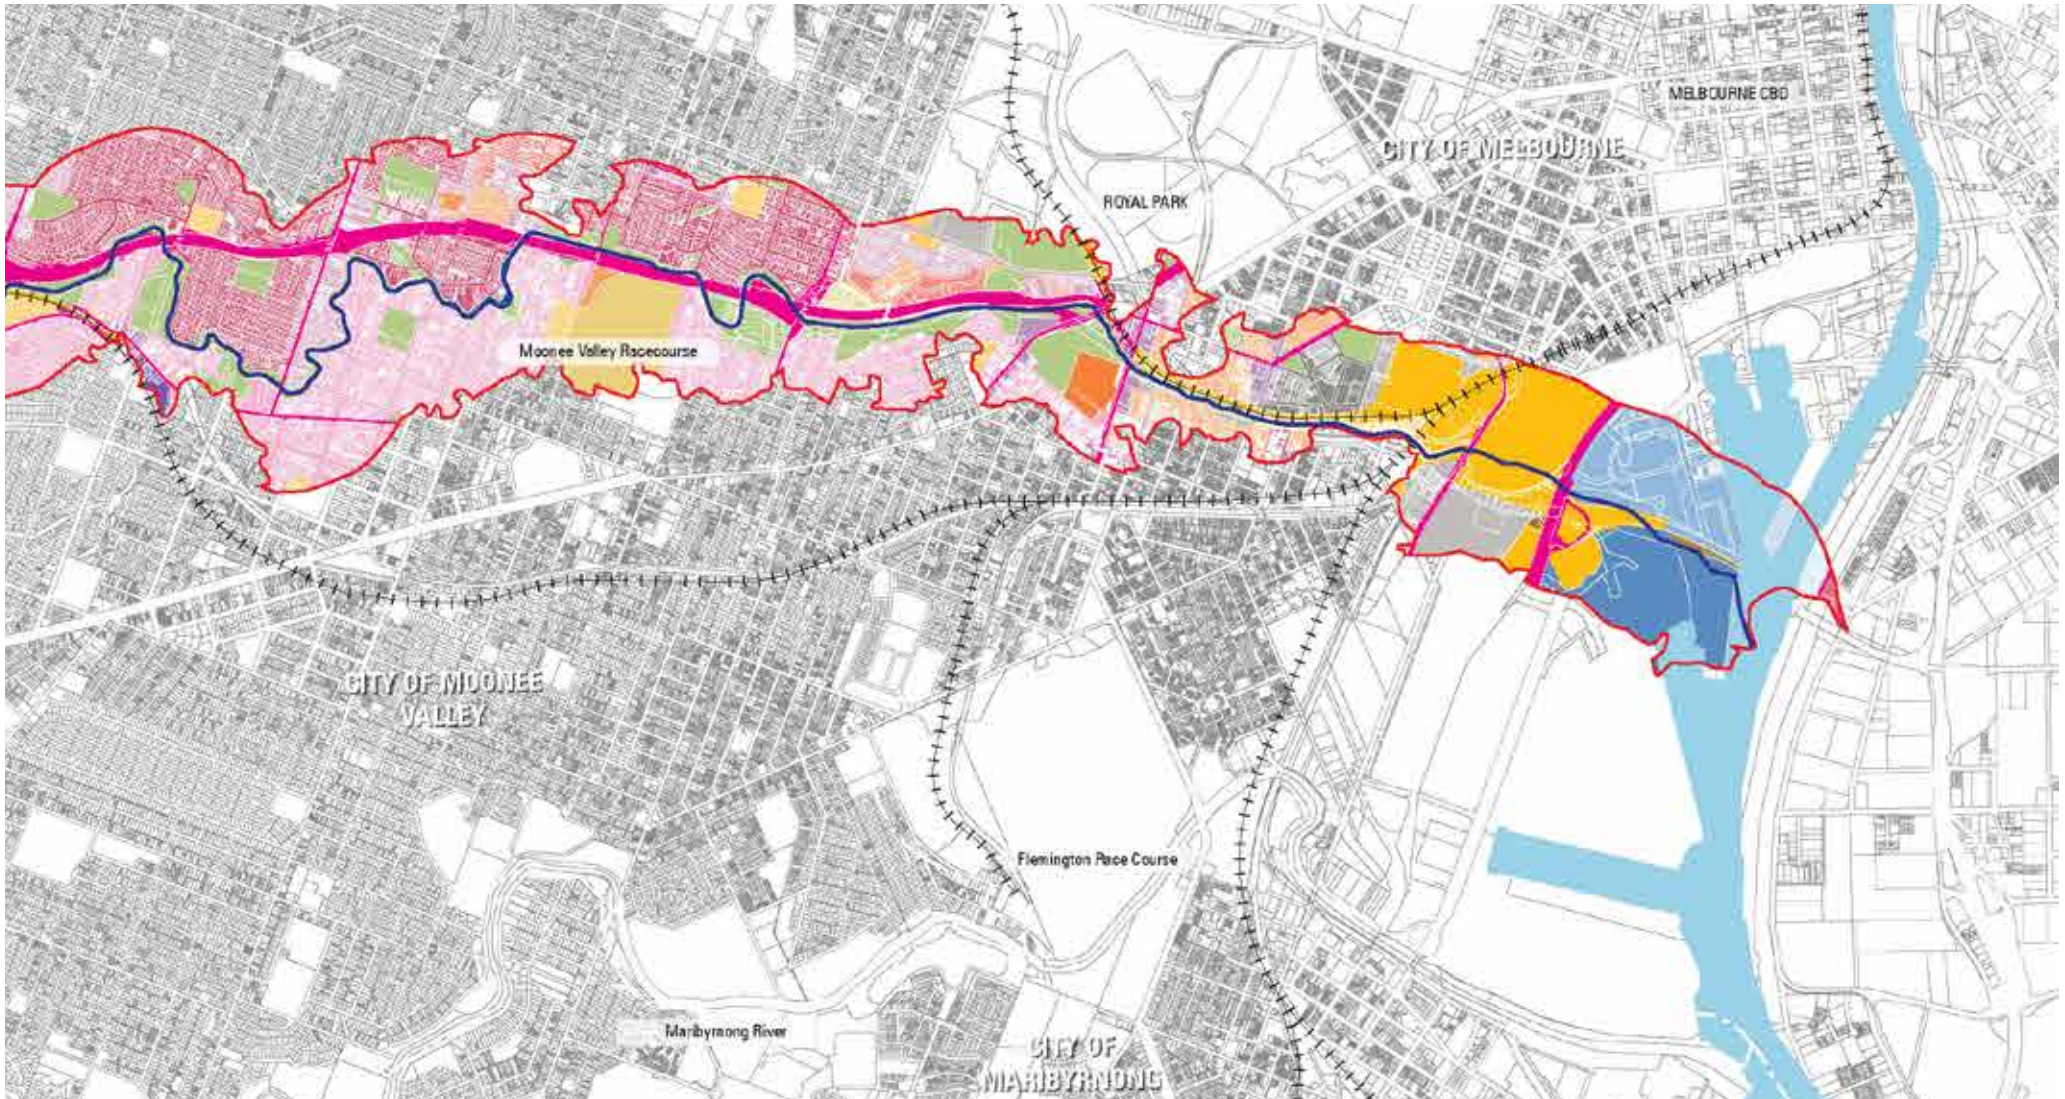 MELBOURNE CBD
CITY OF MELBOURNE
ROYAL PARK
Moonee Valley Racecourse
CITY OF MOONEE
VALLEY
Flemington Race Course
Maribyrnong River
CITY OF
MARIBYRNONG